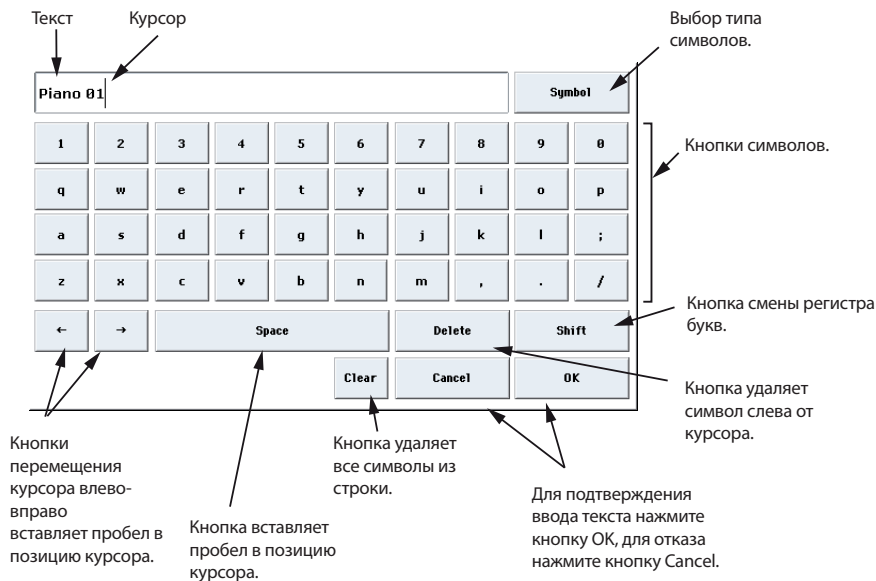 Текст Курсор Выбор типа
символов.
Piano 01 Symbol
Кнопки символов.
1 2 3 4 5 6 7 8 9 0
q w e r t y u i o p
a s d f g h j k l ;
z x c v b n m , . /
Кнопка смены регистра
букв.
← → Space Delete Shift
Clear Cancel OK
Кнопка удаляет
символ слева от
курсора.
Кнопки
перемещения
курсора влево-
вправо
вставляет пробел в
позицию курсора.
Кнопка вставляет
пробел в позицию
курсора.
Кнопка удаляет
все символы из
строки.
Для подтверждения
ввода текста нажмите
кнопку OK, для отказа
нажмите кнопку Cancel.